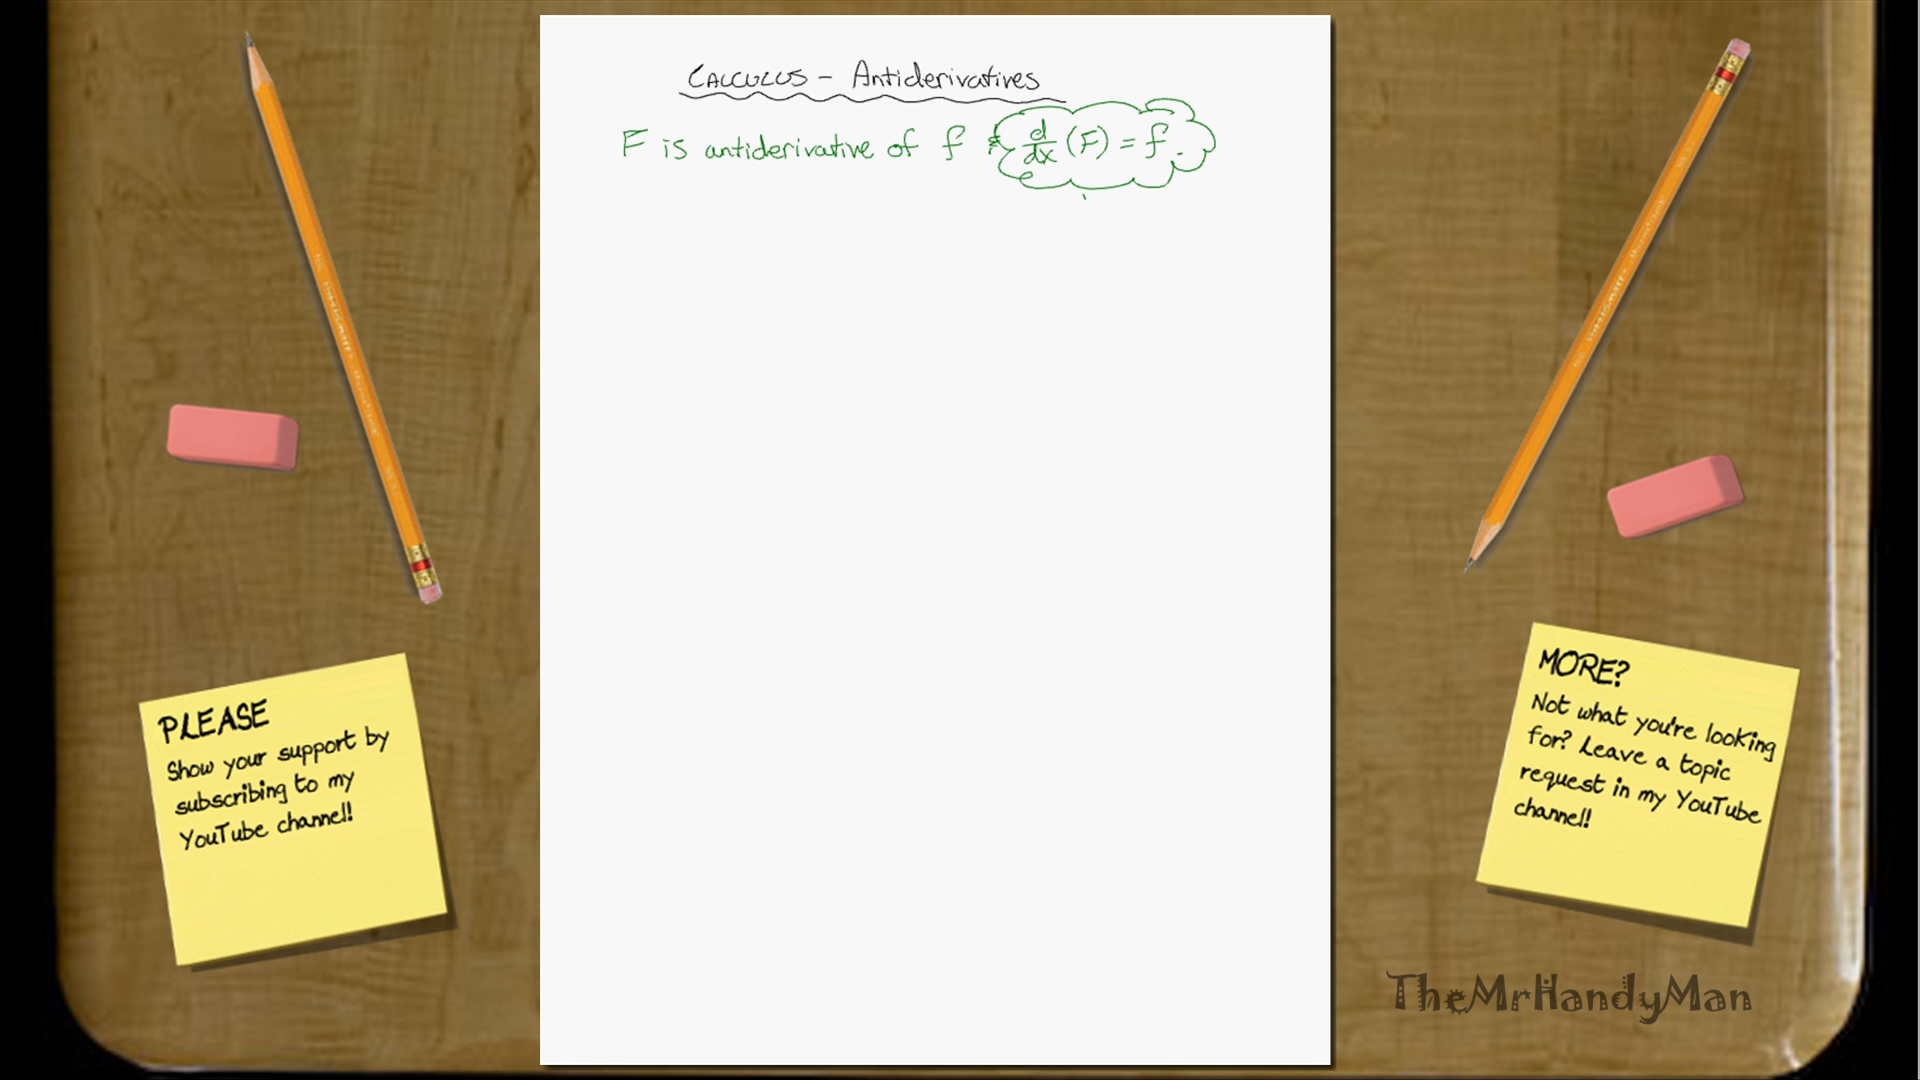 CALCULUS - Antiderivatives
F is antiderivative of f d/dx (F) = f.
PLEASE
Show your support by
subscribing to my
YouTube channel!
MORE?
Not what you're looking
for? Leave a topic
request in my YouTube
channel!
TheMrHandyMan